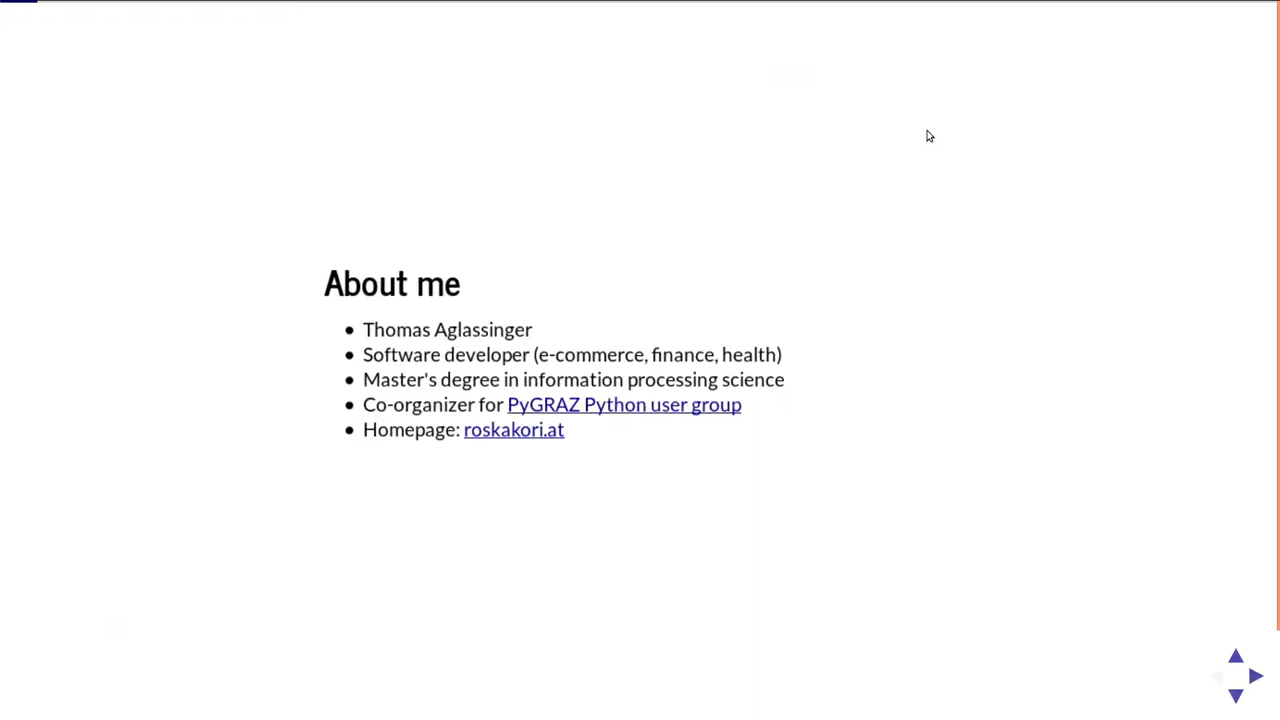 About me
• Thomas Aglassinger
• Software developer (e-commerce, finance, health)
• Master's degree in information processing science
• Co-organizer for PyGRAZ Python user group
• Homepage: roskakori.at